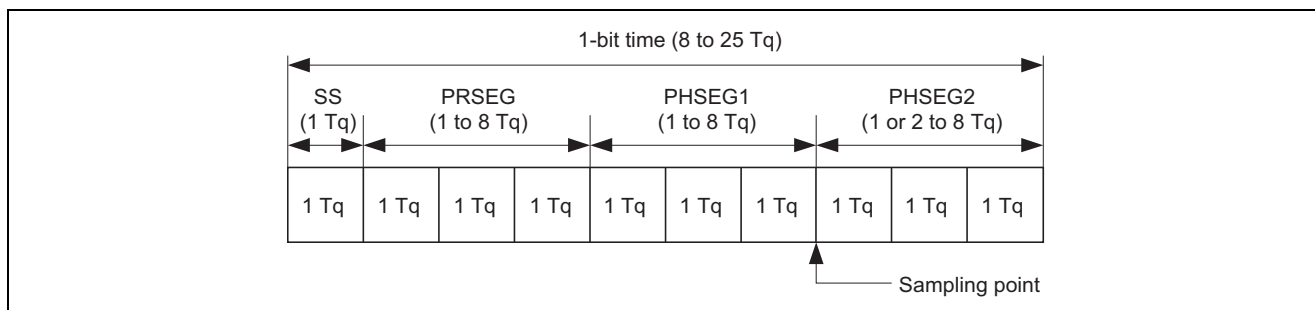 1-bit time (8 to 25 Tq)
SS PRSEG PHSEG1 PHSEG2
(1 Tq) (1 to 8 Tq) (1 to 8 Tq) (1 or 2 to 8 Tq)
1 Tq 1 Tq 1 Tq 1 Tq 1 Tq 1 Tq 1 Tq 1 Tq 1 Tq 1 Tq
Sampling point